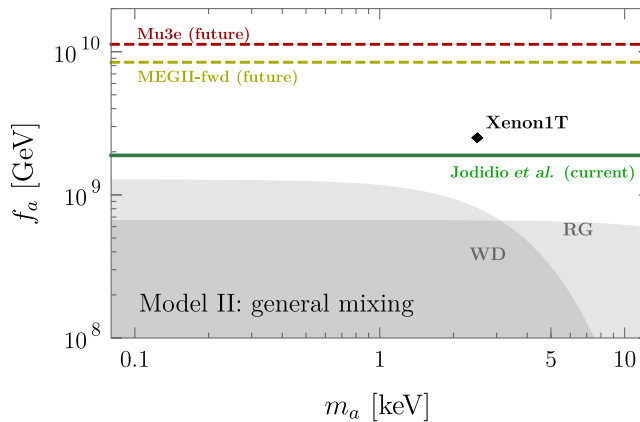 10^10
Mu3e (future)
MEGII-fwd (future)
Xenon1T
Jodidio et al. (current)
10^9
f_a [GeV]
RG
WD
Model II: general mixing
10^8
0.1
1
5
10
m_a [keV]